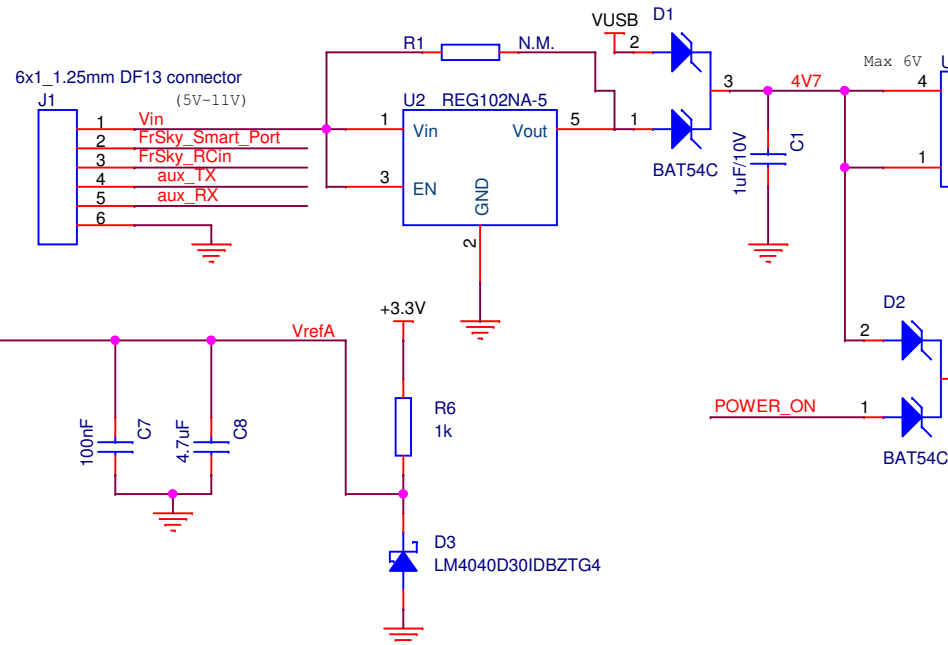 VUSB
D1
2
R1
N.M.
6x1_1.25mm DF13 connector
J1
(5V-11V)
U2 REG102NA-5
3
4V7
Max 6V
U
4
1 Vin
2 FrSky_Smart_Port
3 FrSky_RCin
4 aux_TX
5 aux_RX
6
1
Vin
Vout
5
1
3
EN
GND
2
BAT54C
1uF/10V
C1
1
+3.3V
VrefA
D2
2
POWER_ON
1
BAT54C
100nF
C7
4.7uF
C8
R6
1k
D3
LM4040D30IDBZTG4